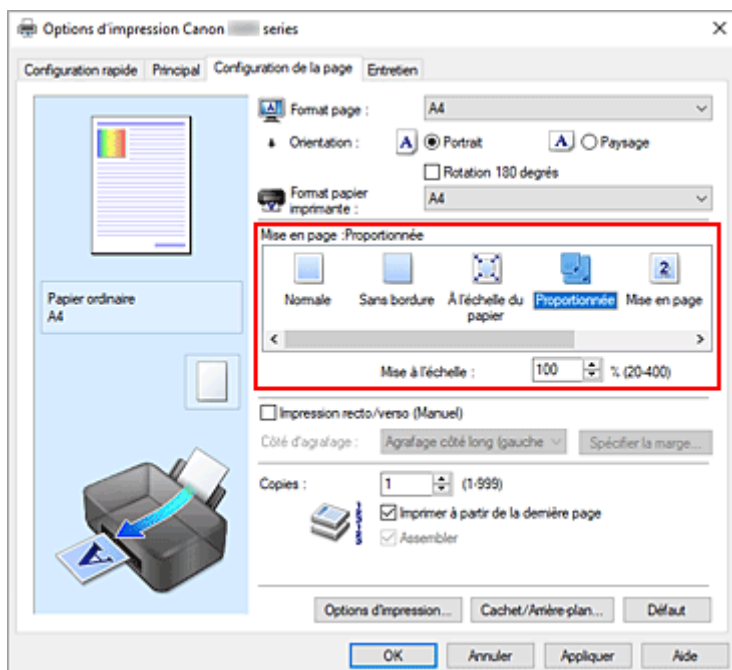 Options d'impression Canon series
Configuration rapide Principal Configuration de la page Entretien
Format page : A4
Orientation : A Portrait A Paysage
Rotation 180 degrés
Format papier
imprimante : A4
Mise en page :Proportionnée
2
Normale Sans bordure À l'échelle du papier Proportionnée Mise en page
Mise à l'échelle : 100 % (20-400)
Papier ordinaire
A4
Impression recto/verso (Manuel)
Côté d'agrafage : Agrafage côté long (gauche Spécifier la marge...
Copies : 1 (1-999)
Imprimer à partir de la dernière page
Assembler
A
Options d'impression... Cachet/Arrière-plan... Défaut
OK Annuler Appliquer Aide